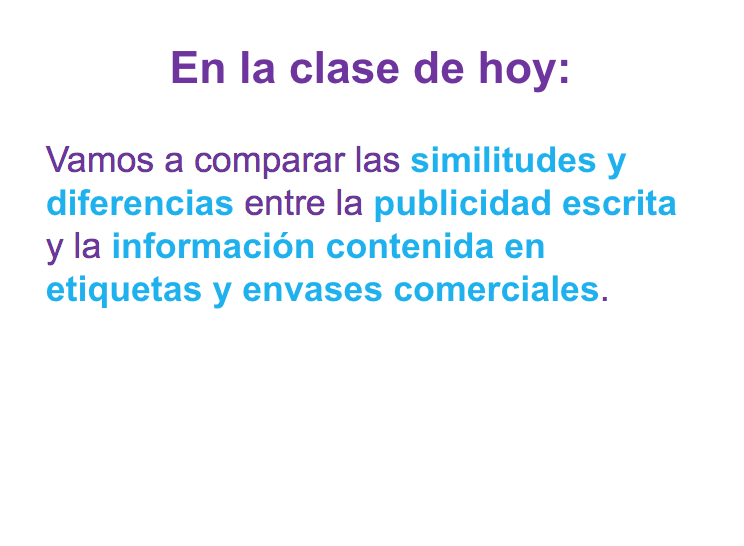 En la clase de hoy:
Vamos a comparar las similitudes y
diferencias entre la publicidad escrita
y la información contenida en
etiquetas y envases comerciales.